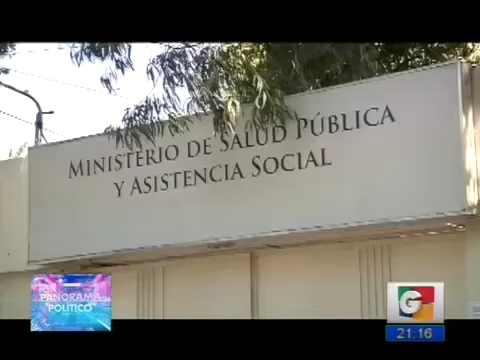 MINISTERIO DE SALUD PÚBLICA
Y ASISTENCIA SOCIAL
PANORAMA
POLÍTICO
G
21.16